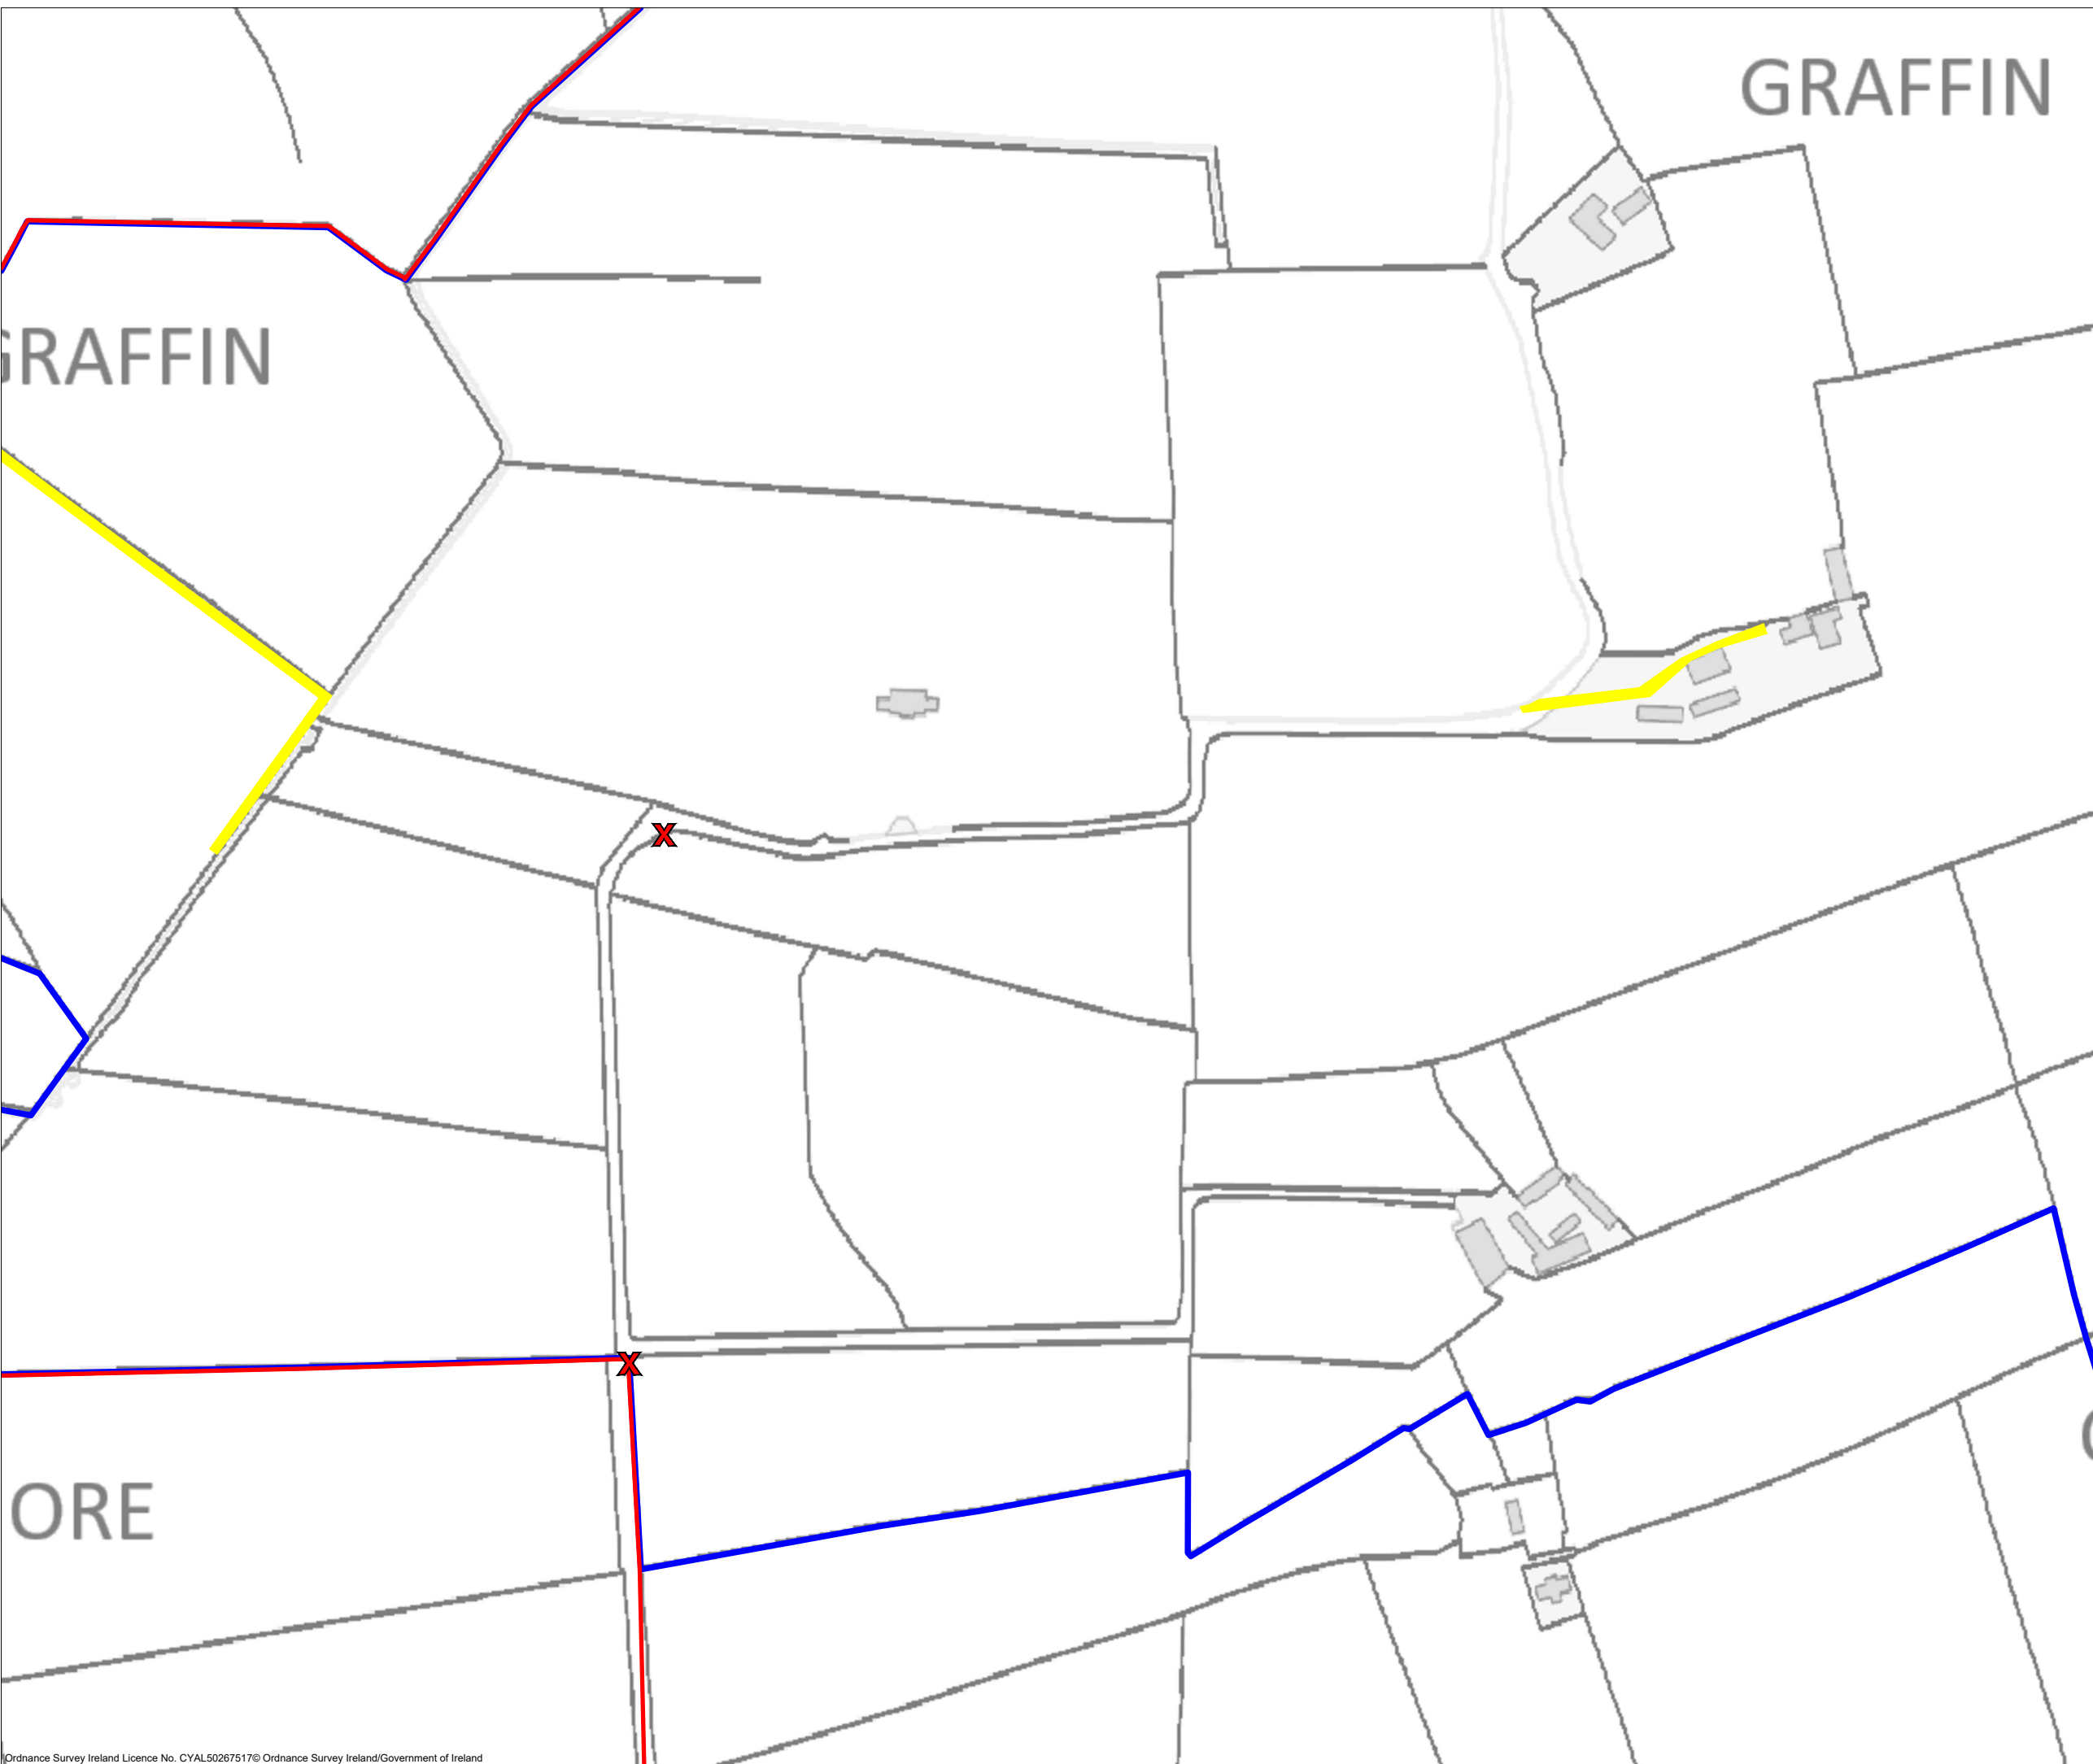 GRAFFIN
GRAFFIN
X
ORE
X
Ordnance Survey Ireland Licence No. CYAL50267517© Ordnance Survey Ireland/Government of Ireland